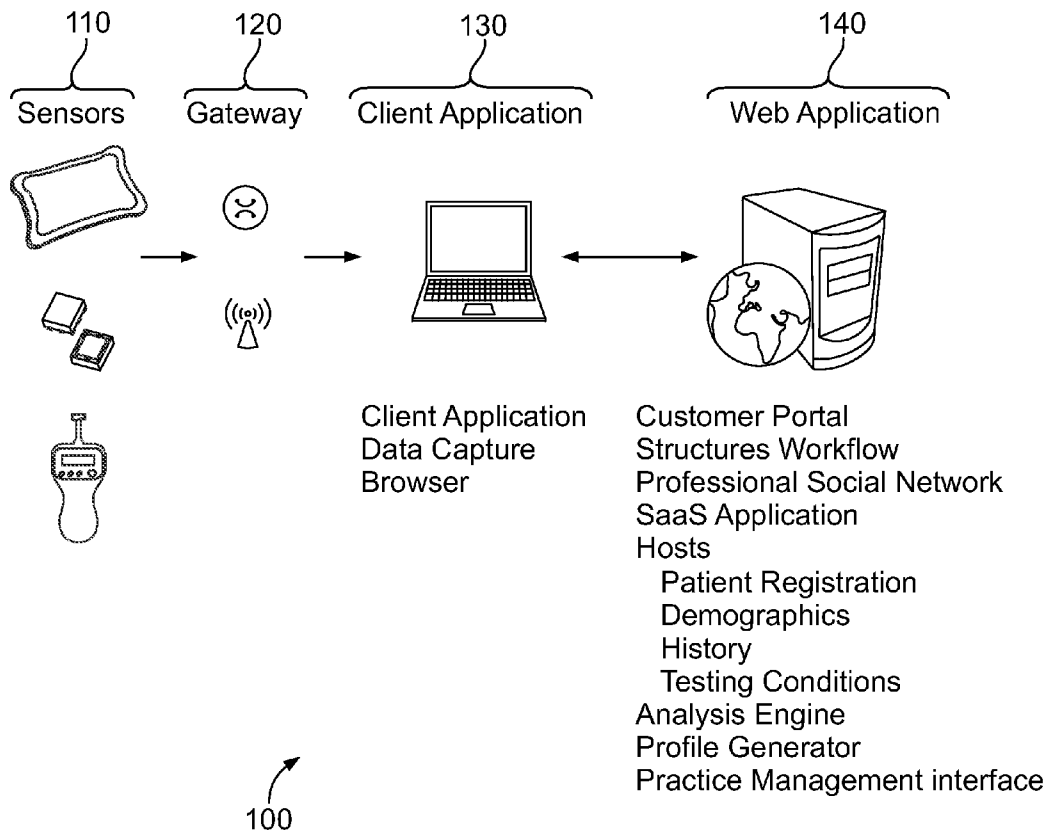 110 120 130 140
Sensors Gateway Client Application Web Application
Client Application
Data Capture
Browser
Customer Portal
Structures Workflow
Professional Social Network
SaaS Application
Hosts
Patient Registration
Demographics
History
Testing Conditions
Analysis Engine
Profile Generator
Practice Management interface
100